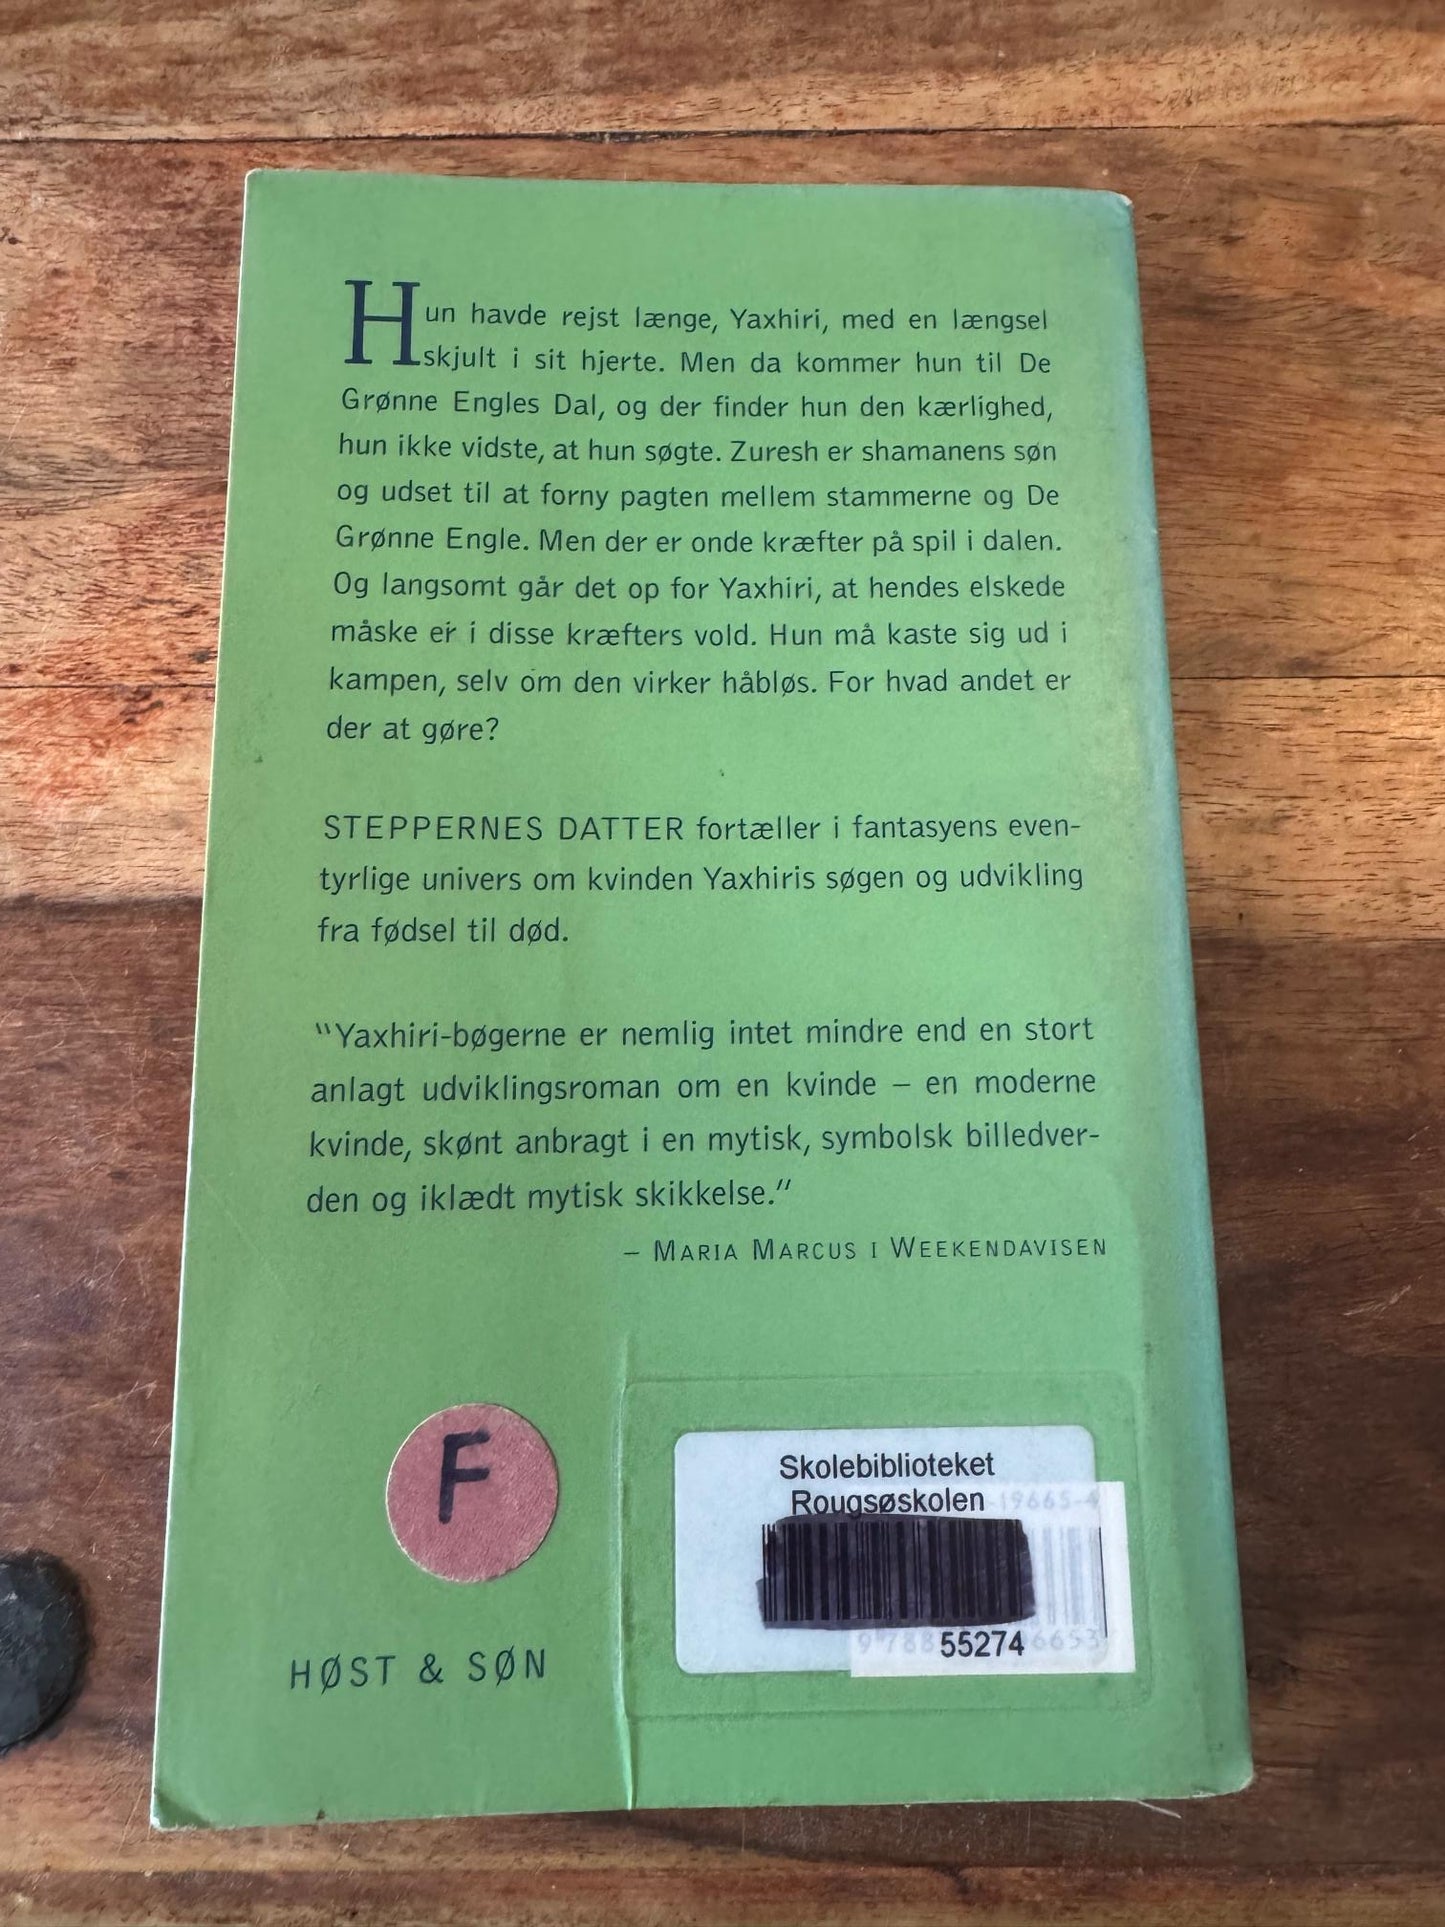 Hun havde rejst længe, Yaxhiri, med en længsel
skjult i sit hjerte. Men da kommer hun til De
Grønne Engles Dal, og der finder hun den kærlighed,
hun ikke vidste, at hun søgte. Zuresh er shamanens søn
og udset til at forny pagten mellem stammerne og De
Grønne Engle. Men der er onde kræfter på spil i dalen.
Og langsomt går det op for Yaxhiri, at hendes elskede
måske er i disse kræfters vold. Hun må kaste sig ud i
kampen, selv om den virker håbløs. For hvad andet er
der at gøre?
STEPPERNES DATTER fortæller i fantasyens even-
tyrlige univers om kvinden Yaxhiris søgen og udvikling
fra fødsel til død.
"Yaxhiri-bøgerne er nemlig intet mindre end en stort
anlagt udviklingsroman om en kvinde – en moderne
kvinde, skønt anbragt i en mytisk, symbolsk billedver-
den og iklædt mytisk skikkelse."
– MARIA MARCUS I WEEKENDAVISEN
F
Skolebiblioteket
Rougsøskolen
-19665-4
55274
HØST & SØN